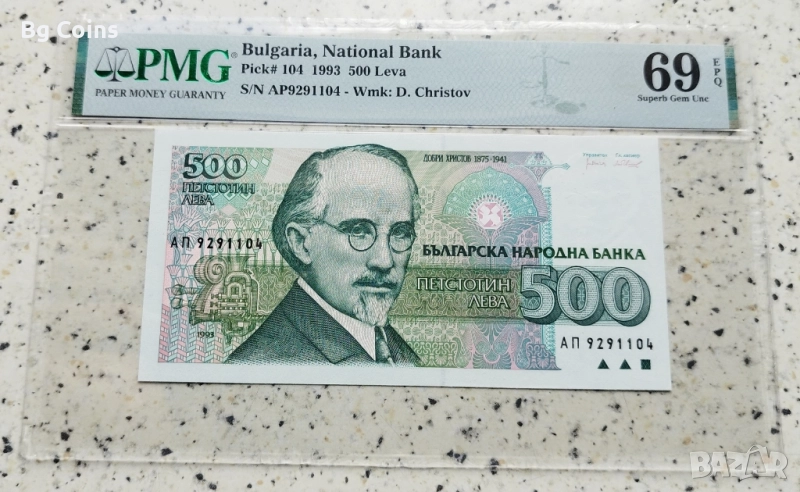 Bg Coins
PMG®
PAPER MONEY GUARANTY
Bulgaria, National Bank
Pick# 104 1993 500 Leva
S/N AP9291104 - Wmk: D. Christov
69
EPQ
Superb Gem Unc
500
ПЕТСТОТИН
ЛЕВА
ДОБРИ ХРИСТОВ 1875-1941
АП 9291104
БЪЛГАРСКА НАРОДНА БАНКА
ПЕТСТОТИН
ЛЕВА
500
1993
АП 9291104
BAZAR